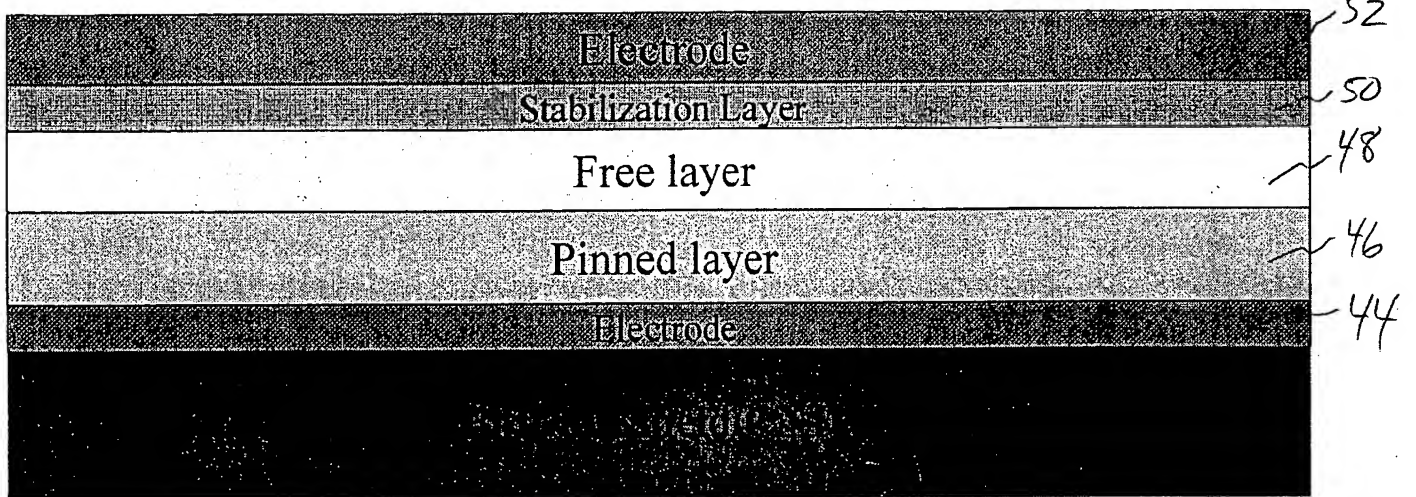 52
Electrode
Stabilization Layer
50
Free layer
48
Pinned layer
46
Electrode
44